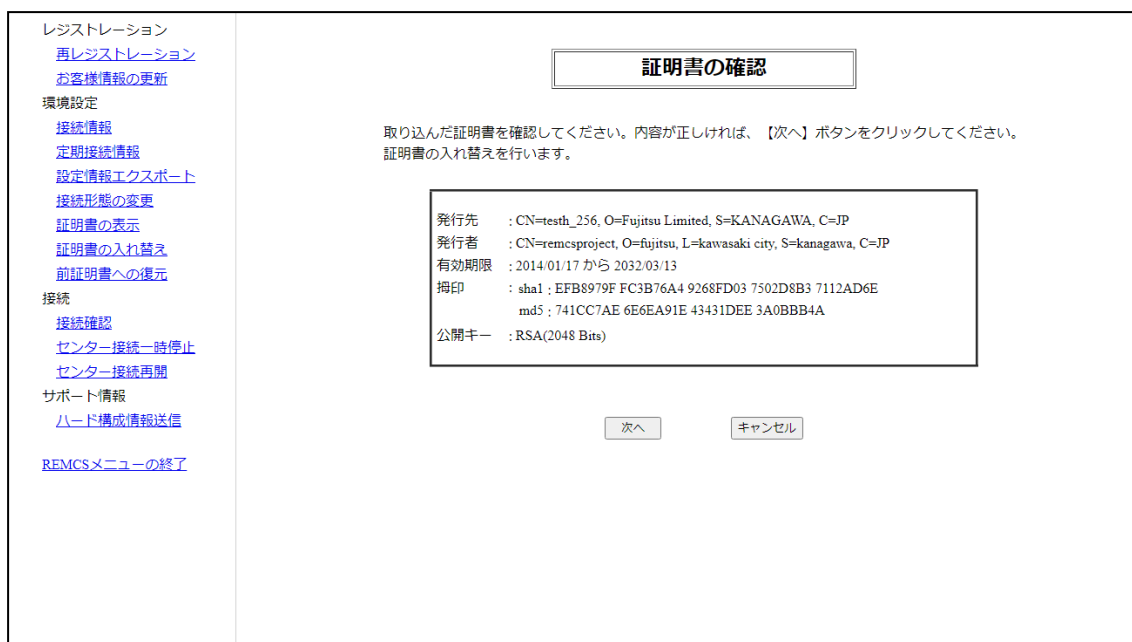 レジストレーション
再レジストレーション
お客様情報の更新
環境設定
接続情報
定期接続情報
設定情報エクスポート
接続形態の変更
証明書の表示
証明書の入れ替え
前証明書への復元
接続
接続確認
センター接続一時停止
センター接続再開
サポート情報
ハード構成情報送信
REMCSメニューの終了
証明書の確認
取り込んだ証明書を確認してください。内容が正しければ、【次へ】ボタンをクリックしてください。
証明書の入れ替えを行います。
発行先 : CN=testh_256, O=Fujitsu Limited, S=KANAGAWA, C=JP
発行者 : CN=remcsproject, O=fujitsu, L=kawasaki city, S=kanagawa, C=JP
有効期限 : 2014/01/17 から 2032/03/13
拇印 : sha1 : EFB8979F FC3B76A4 9268FD03 7502D8B3 7112AD6E
md5 : 741CC7AE 6E6EA91E 43431DEE 3A0BBB4A
公開キー : RSA(2048 Bits)
次へ キャンセル